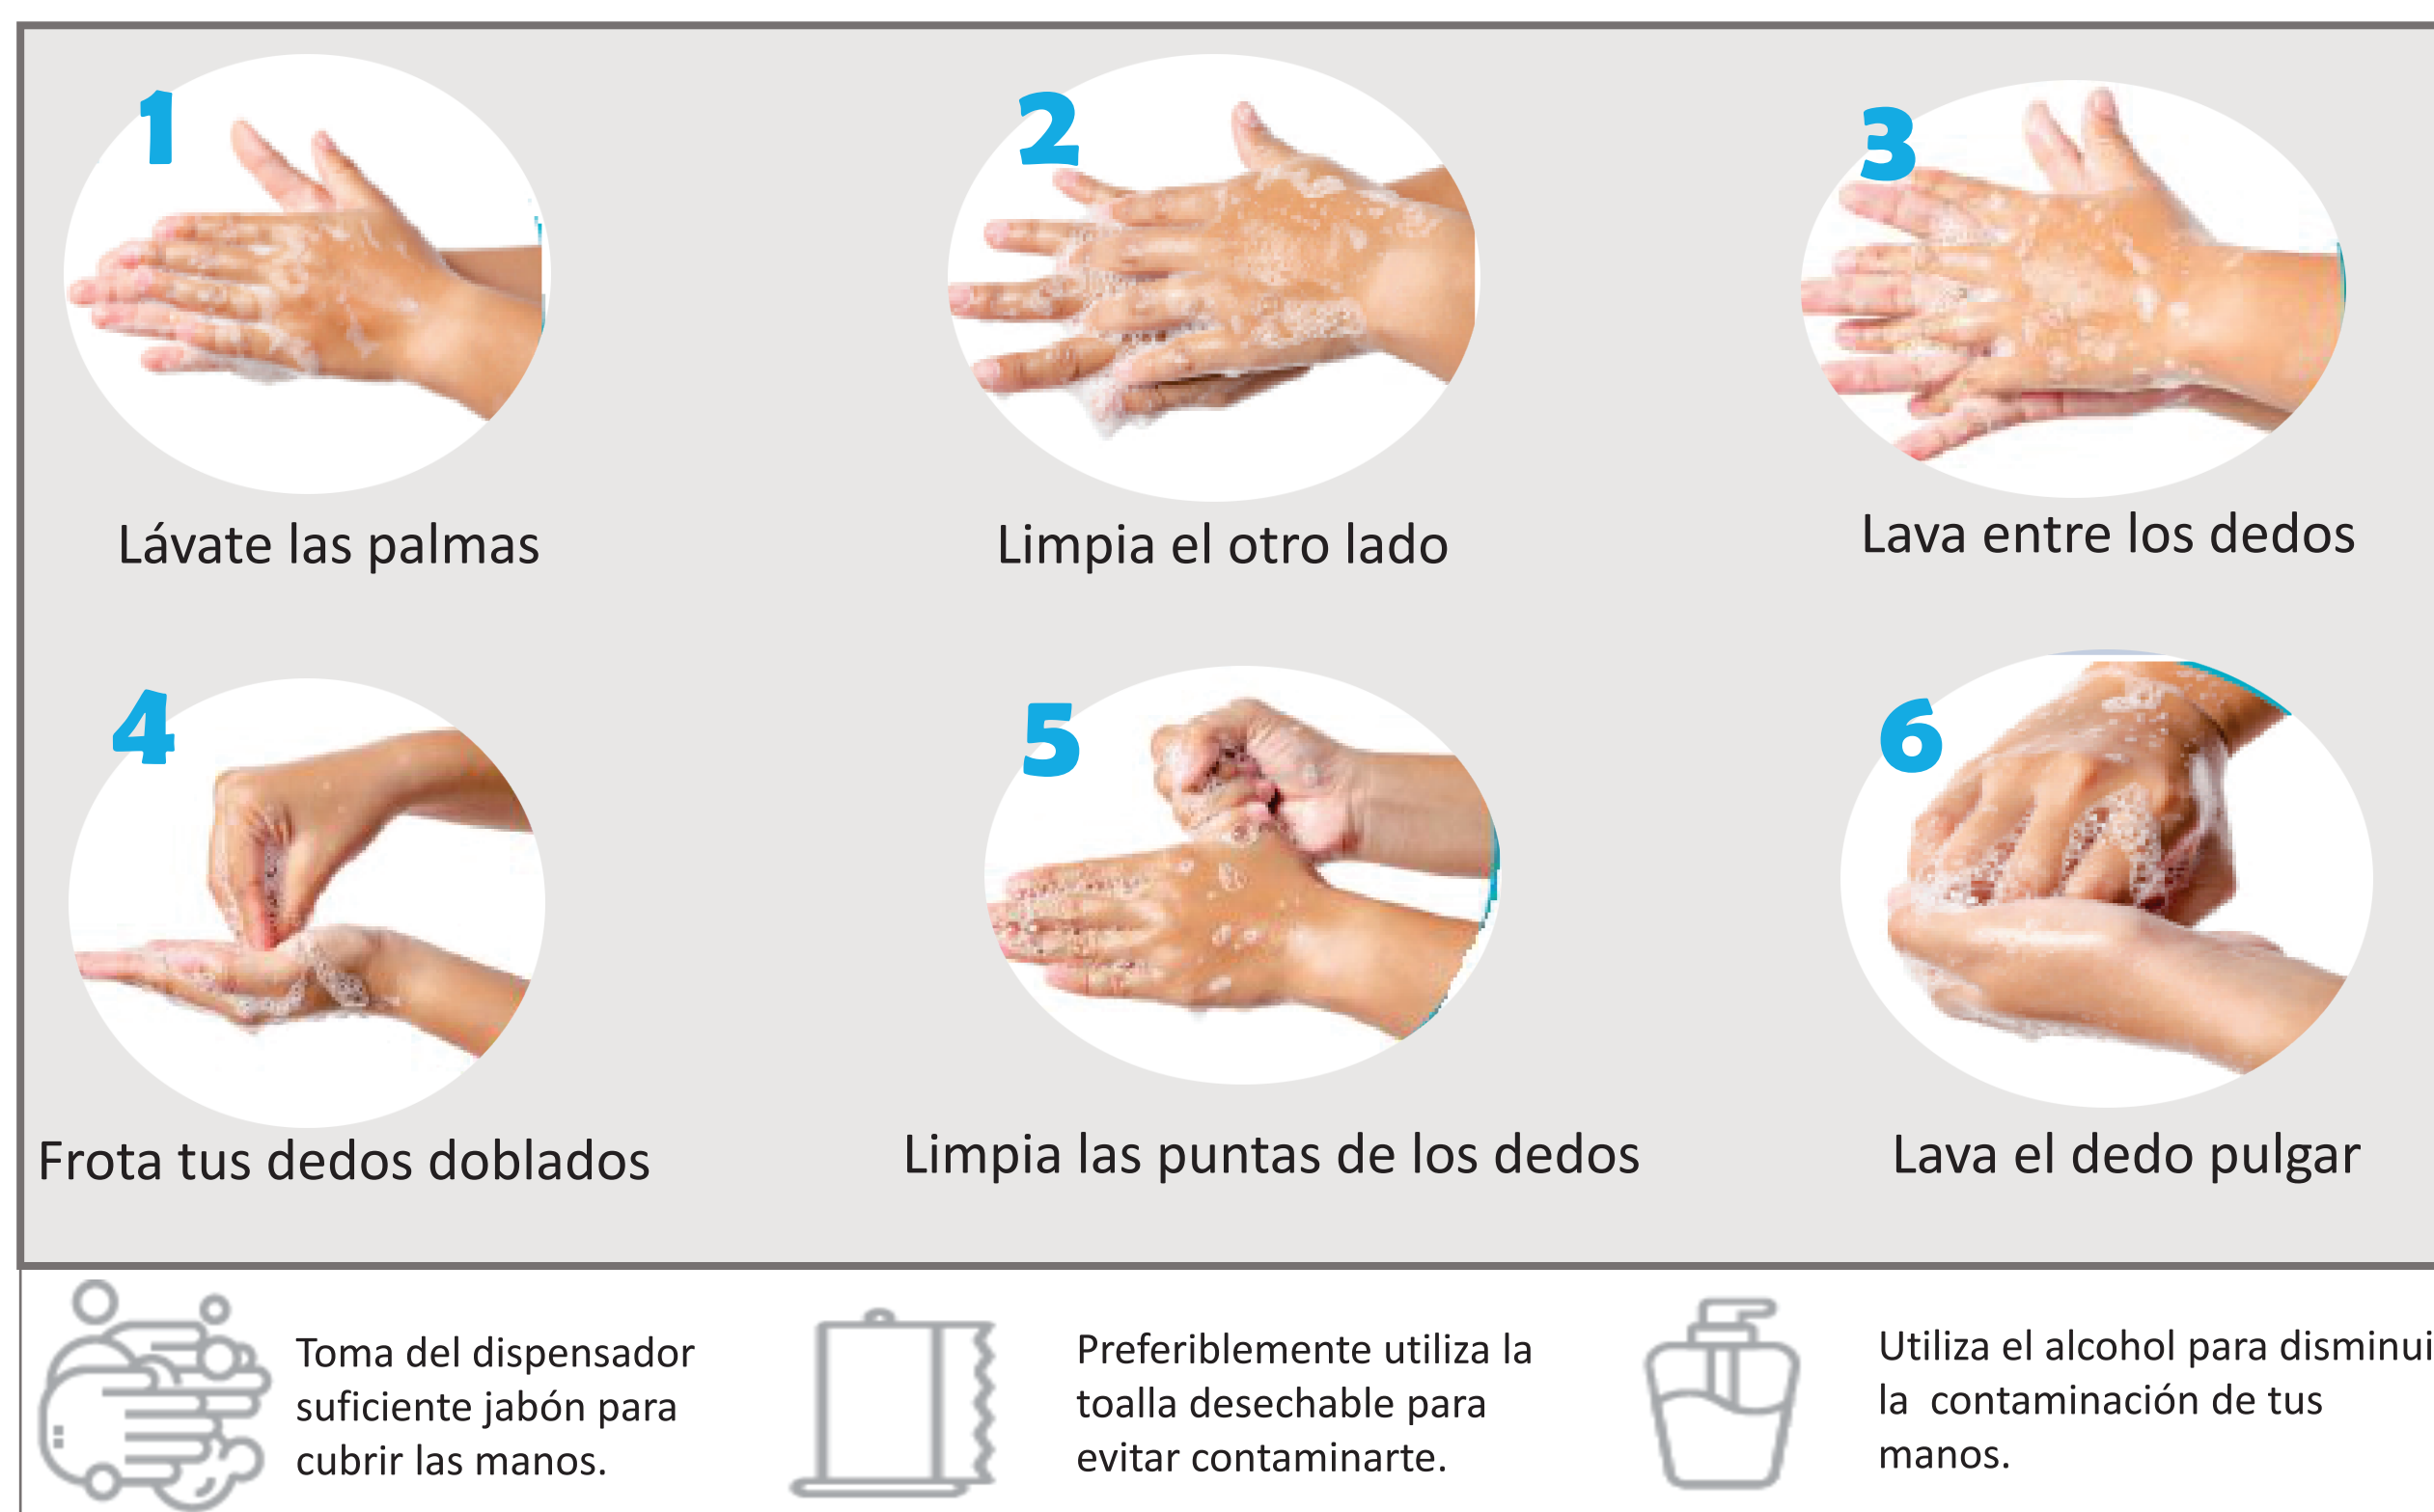 1
2
3
Lávate las palmas
Limpia el otro lado
Lava entre los dedos
4
5
6
Frota tus dedos doblados
Limpia las puntas de los dedos
Lava el dedo pulgar
Toma del dispensador
suficiente jabón para
cubrir las manos.
Preferiblemente utiliza la
toalla desechable para
evitar contaminarte.
Utiliza el alcohol para disminui
la contaminación de tus
manos.